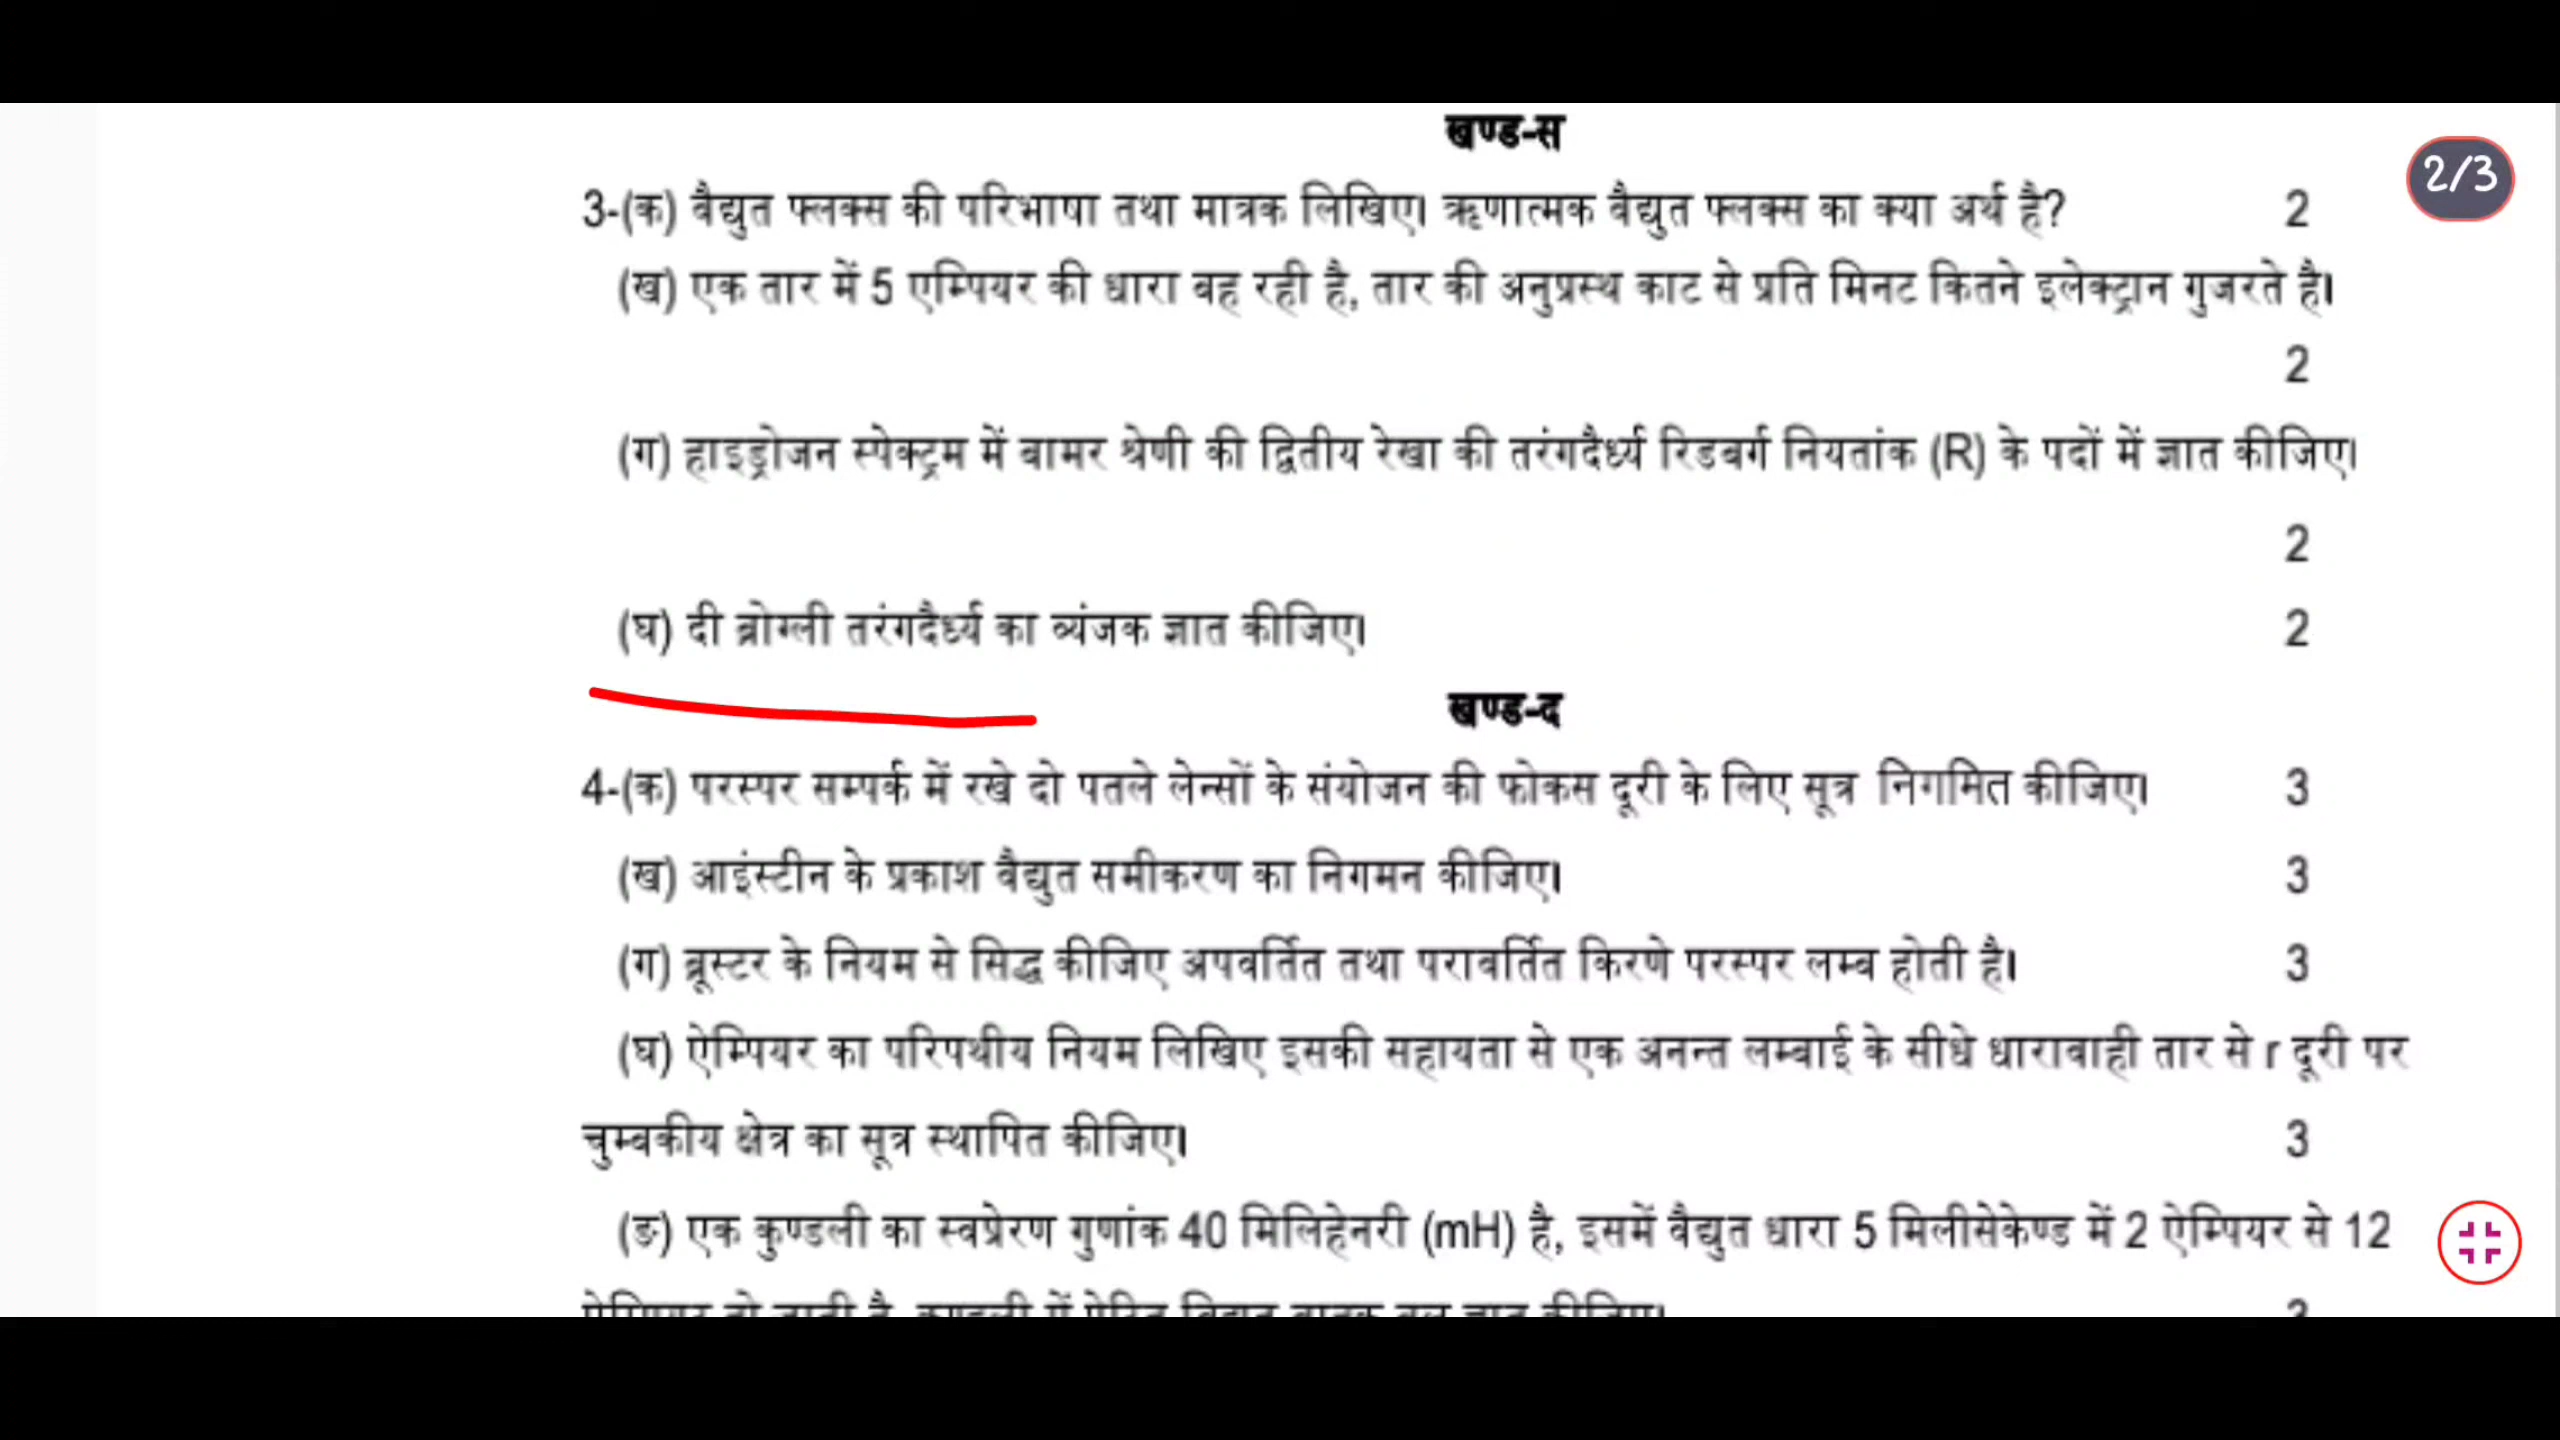 खण्ड-स
2/3
3-(क) वैद्युत फ्लक्स की परिभाषा तथा मात्रक लिखिए। ऋणात्मक वैद्युत फ्लक्स का क्या अर्थ है? 2
(ख) एक तार में 5 एम्पियर की धारा बह रही है, तार की अनुप्रस्थ काट से प्रति मिनट कितने इलेक्ट्रान गुजरते है।
2
(ग) हाइड्रोजन स्पेक्ट्रम में बामर श्रेणी की द्वितीय रेखा की तरंगदैर्ध्य रिडबर्ग नियतांक (R) के पदों में ज्ञात कीजिए।
2
(घ) दी ब्रोग्ली तरंगदैर्ध्य का व्यंजक ज्ञात कीजिए। 2
खण्ड-द
4-(क) परस्पर सम्पर्क में रखे दो पतले लेन्सों के संयोजन की फोकस दूरी के लिए सूत्र निगमित कीजिए। 3
(ख) आइंस्टीन के प्रकाश वैद्युत समीकरण का निगमन कीजिए। 3
(ग) ब्रूस्टर के नियम से सिद्ध कीजिए अपवर्तित तथा परावर्तित किरणे परस्पर लम्ब होती है। 3
(घ) ऐम्पियर का परिपथीय नियम लिखिए इसकी सहायता से एक अनन्त लम्बाई के सीधे धारावाही तार से r दूरी पर
चुम्बकीय क्षेत्र का सूत्र स्थापित कीजिए। 3
(ङ) एक कुण्डली का स्वप्रेरण गुणांक 40 मिलिहेनरी (mH) है, इसमें वैद्युत धारा 5 मिलीसेकेण्ड में 2 ऐम्पियर से 12